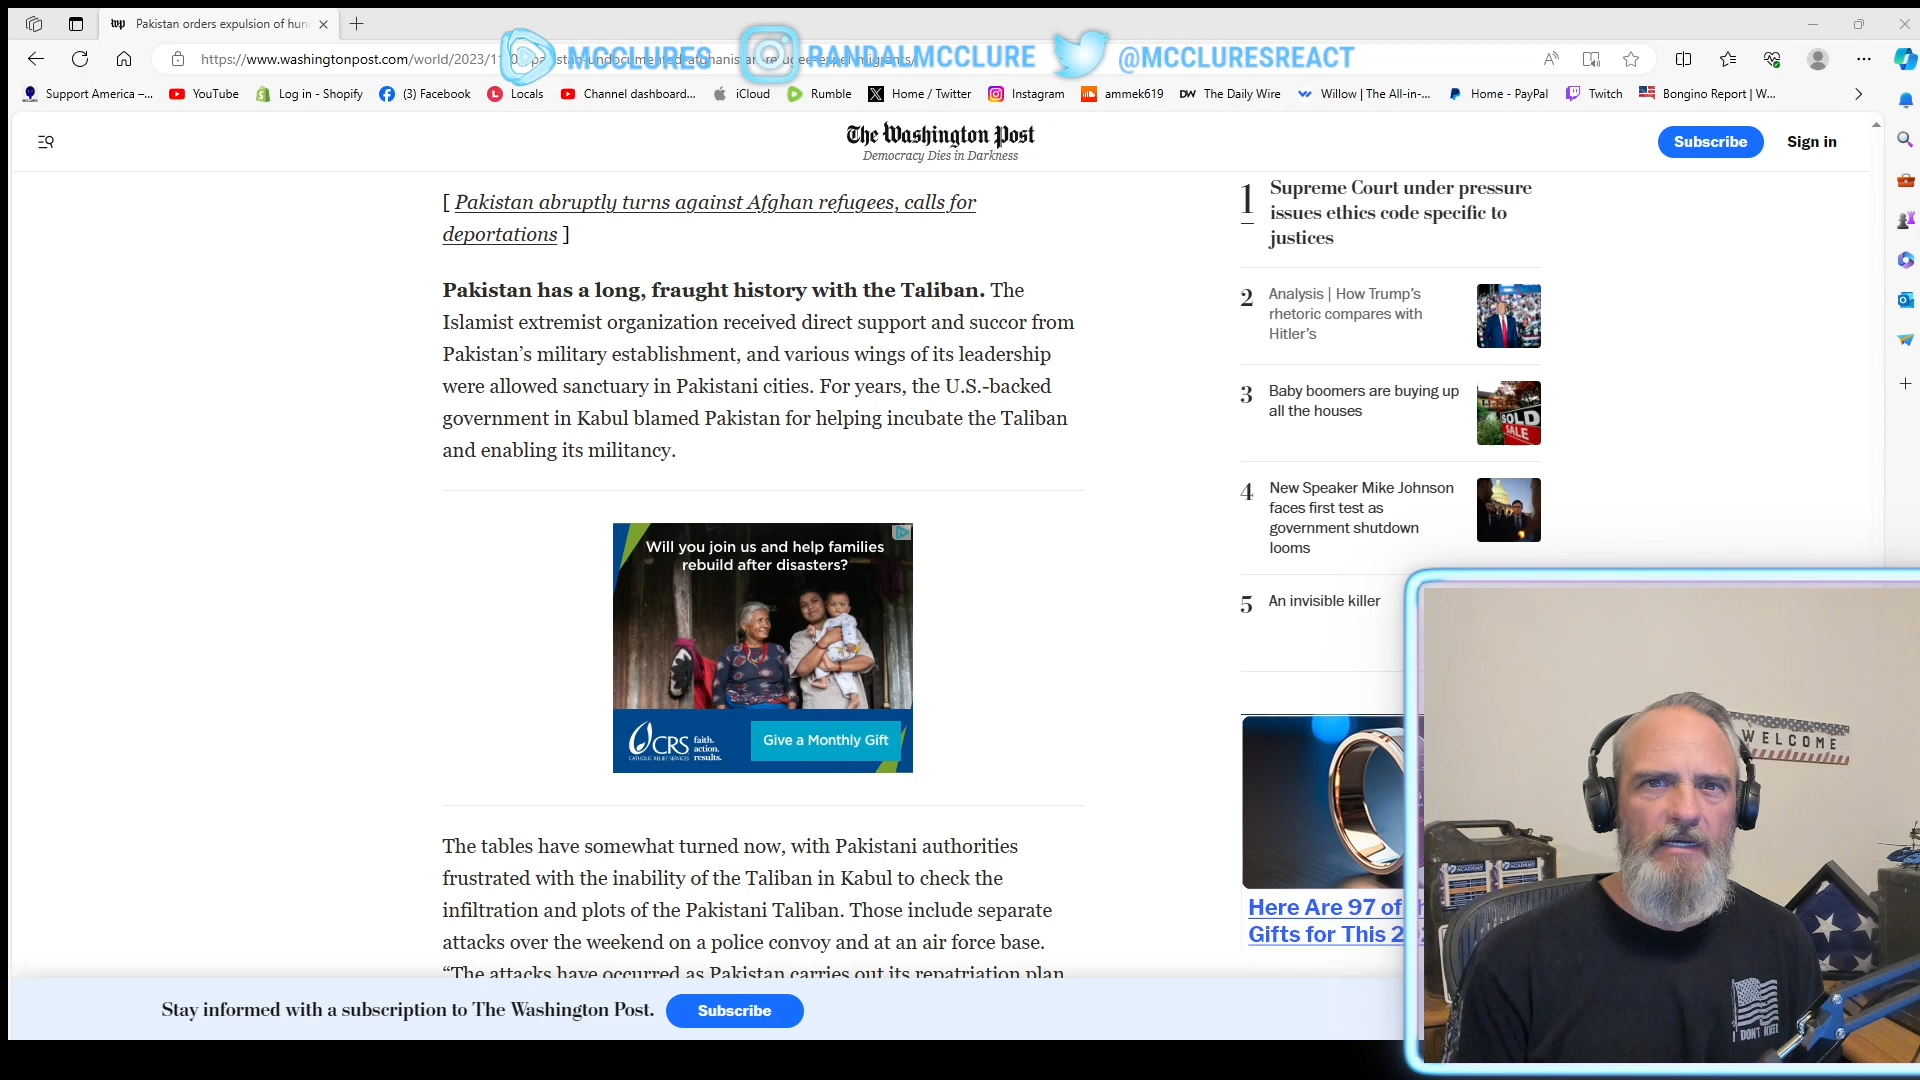 Pakistan orders expulsion of hun
MCCLURES
RANDALMCCLURE
@MCCLURESREACT
https://www.washingtonpost.com/world/2023/11
Support America –...
YouTube
Log in - Shopify
(3) Facebook
Locals
Channel dashboard...
iCloud
Rumble
Home / Twitter
Instagram
ammek619
DW The Daily Wire
Willow | The All-in-...
Home - PayPal
Twitch
Bongino Report | W...
The Washington Post
Democracy Dies in Darkness
Subscribe
Sign in
[ Pakistan abruptly turns against Afghan refugees, calls for
deportations ]
Pakistan has a long, fraught history with the Taliban. The
Islamist extremist organization received direct support and succor from
Pakistan’s military establishment, and various wings of its leadership
were allowed sanctuary in Pakistani cities. For years, the U.S.-backed
government in Kabul blamed Pakistan for helping incubate the Taliban
and enabling its militancy.
Will you join us and help families
rebuild after disasters?
CRS
faith.
action.
results.
CATHOLIC RELIEF SERVICES
Give a Monthly Gift
The tables have somewhat turned now, with Pakistani authorities
frustrated with the inability of the Taliban in Kabul to check the
infiltration and plots of the Pakistani Taliban. Those include separate
attacks over the weekend on a police convoy and at an air force base.
“The attacks have occurred as Pakistan carries out its repatriation plan
1
Supreme Court under pressure
issues ethics code specific to
justices
2
Analysis | How Trump’s
rhetoric compares with
Hitler’s
3
Baby boomers are buying up
all the houses
SOLD
SALE
4
New Speaker Mike Johnson
faces first test as
government shutdown
looms
5
An invisible killer
Here Are 97 of
Gifts for This 2
WELCOME
ACADEMY
ACADEMY
I DON'T KNEEL
Stay informed with a subscription to The Washington Post.
Subscribe